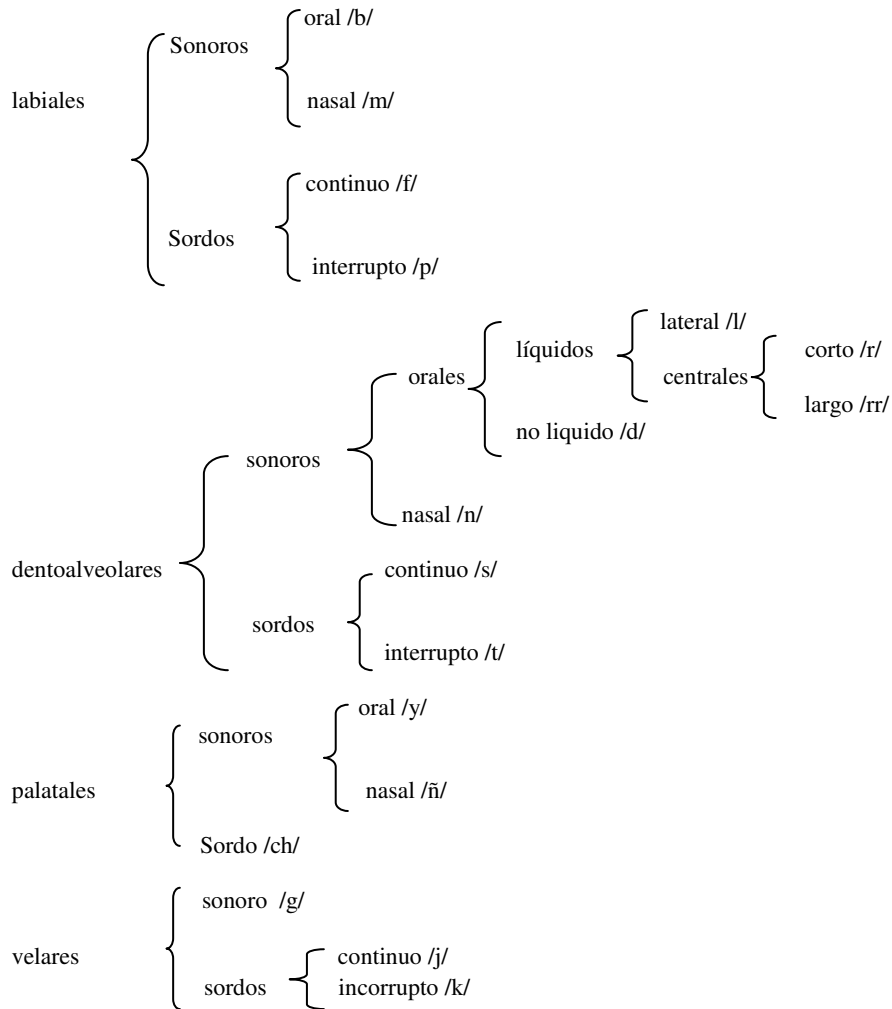 oral /b/
Sonoros
labiales
nasal /m/
continuo /f/
Sordos
interrupto /p/
lateral /l/
líquidos
corto /r/
orales
centrales
largo /rr/
no liquido /d/
sonoros
nasal /n/
dentoalveolares
continuo /s/
sordos
interrupto /t/
oral /y/
sonoros
palatales
nasal /ñ/
Sordo /ch/
sonoro /g/
velares
continuo /j/
sordos
incorrupto /k/